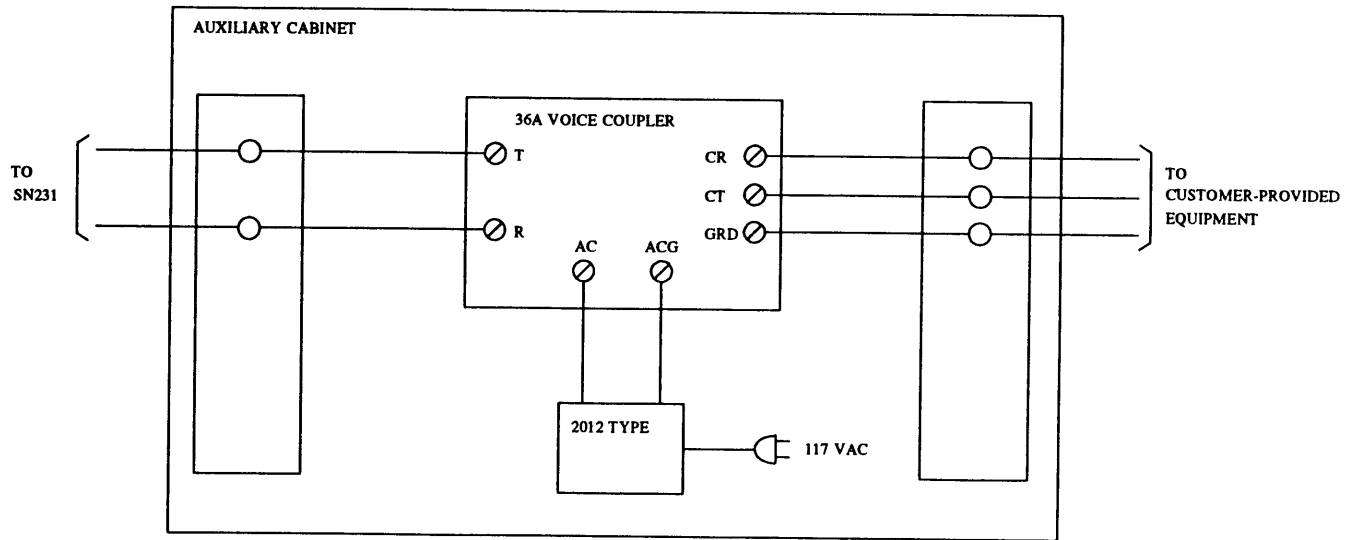 AUXILIARY CABINET
36A VOICE COUPLER
TO
SN231
T
R
CR
CT
GRD
AC
ACG
TO
CUSTOMER-PROVIDED
EQUIPMENT
2012 TYPE
117 VAC